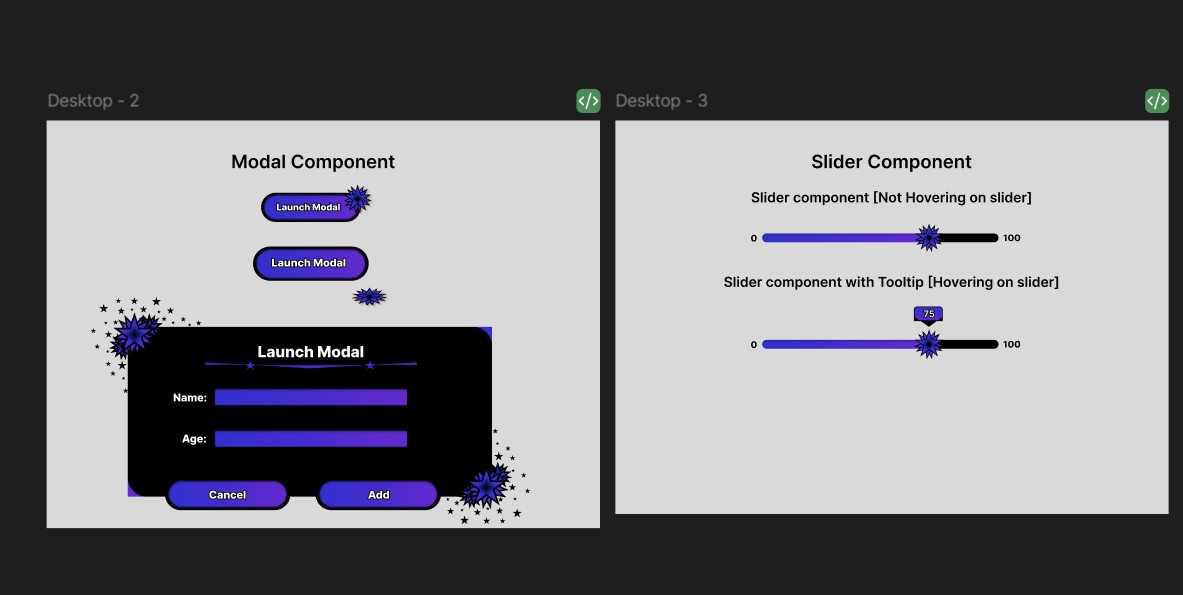 Desktop - 2
</>
Modal Component
Launch Modal
Launch Modal
Launch Modal
Name:
Age:
Cancel
Add
Desktop - 3
</>
Slider Component
Slider component [Not Hovering on slider]
0
100
Slider component with Tooltip [Hovering on slider]
75
0
100